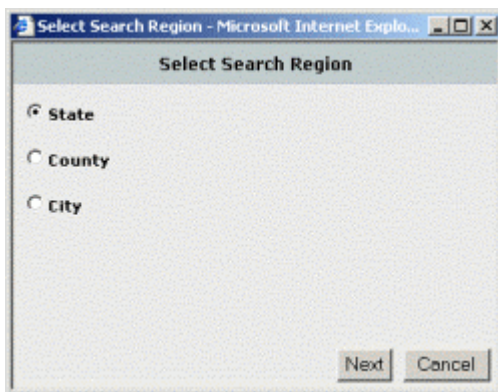 Select Search Region - Microsoft Internet Explo...
Select Search Region
State
County
City
Next Cancel